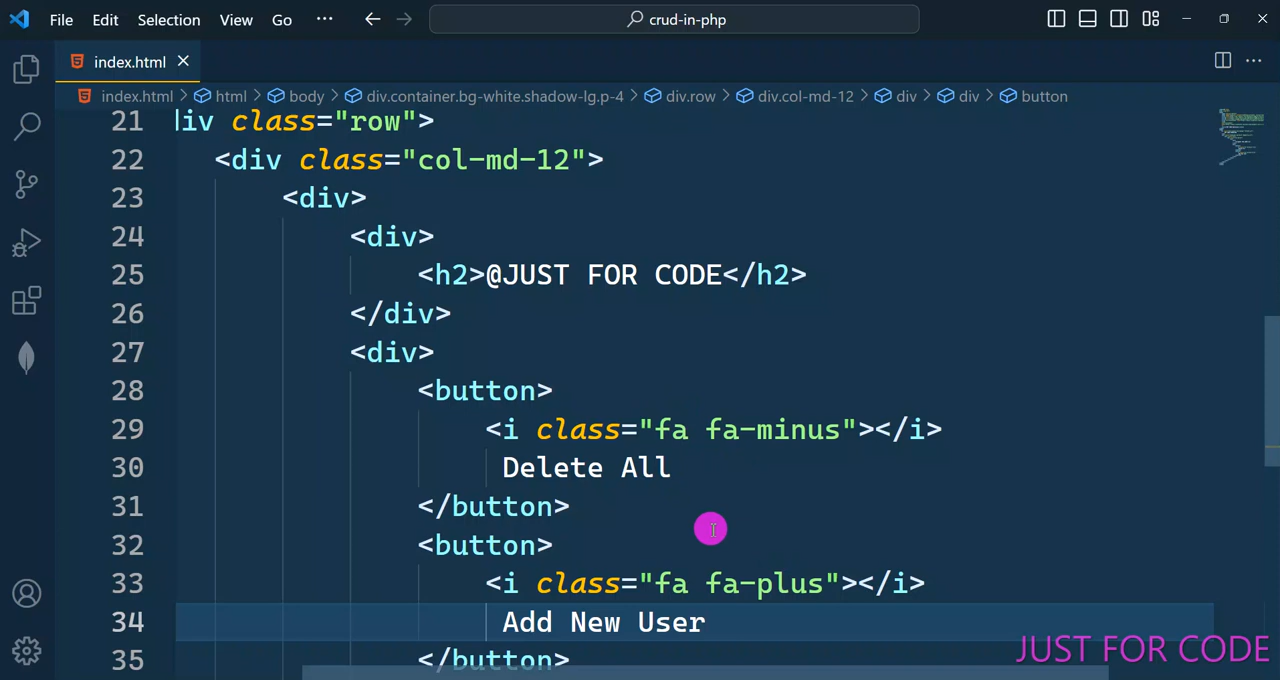 File Edit Selection View Go ··· crud-in-php
index.html
index.html > html > body > div.container.bg-white.shadow-lg.p-4 > div.row > div.col-md-12 > div > div > button
21 iv class="row">
22 <div class="col-md-12">
23 <div>
24 <div>
25 <h2>@JUST FOR CODE</h2>
26 </div>
27 <div>
28 <button>
29 <i class="fa fa-minus"></i>
30 Delete All
31 </button>
32 <button>
33 <i class="fa fa-plus"></i>
34 Add New User
35 </button>
JUST FOR CODE